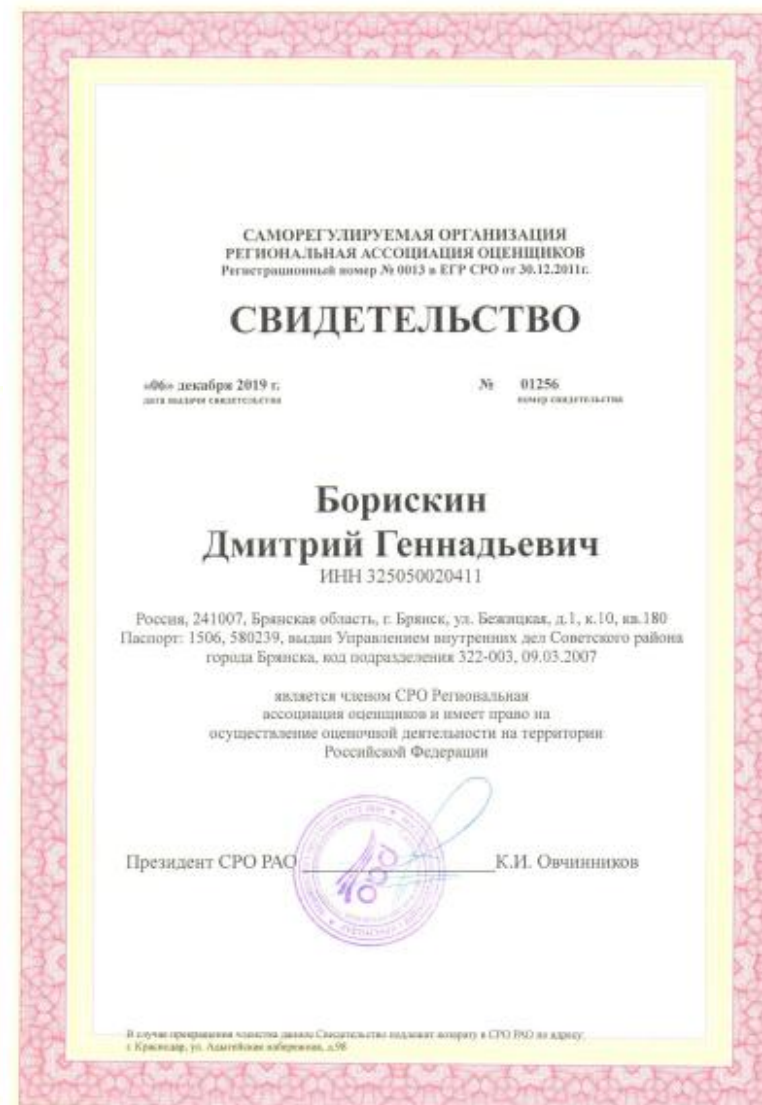 САМОРЕГУЛИРУЕМАЯ ОРГАНИЗАЦИЯ
РЕГИОНАЛЬНАЯ АССОЦИАЦИЯ ОЦЕНЩИКОВ
Регистрационный номер № 0013 в ЕГР СРО от 30.12.2011г.
СВИДЕТЕЛЬСТВО
«06» декабря 2019 г. № 01256
дата выдачи свидетельства номер свидетельства
Борискин
Дмитрий Геннадьевич
ИНН 325050020411
Россия, 241007, Брянская область, г. Брянск, ул. Бежицкая, д.1, к.10, кв.180
Паспорт: 1506, 580239, выдан Управлением внутренних дел Советского района
города Брянска, код подразделения 322-003, 09.03.2007
является членом СРО Региональная
ассоциация оценщиков и имеет право на
осуществление оценочной деятельности на территории
Российской Федерации
Президент СРО РАО К.И. Овчинников
В случае прекращения членства данное Свидетельство подлежит возврату в СРО РАО по адресу:
г. Краснодар, ул. Адыгейская набережная, д.98